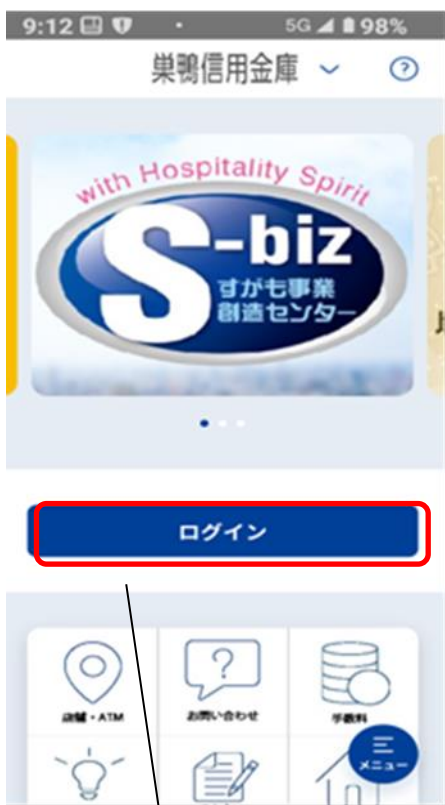 9:12 5G 98%
巣鴨信用金庫
with Hospitality Spirit
S-biz
すがも事業
創造センター
ログイン
店舗・ATM
お問い合わせ
手数料
メニュー